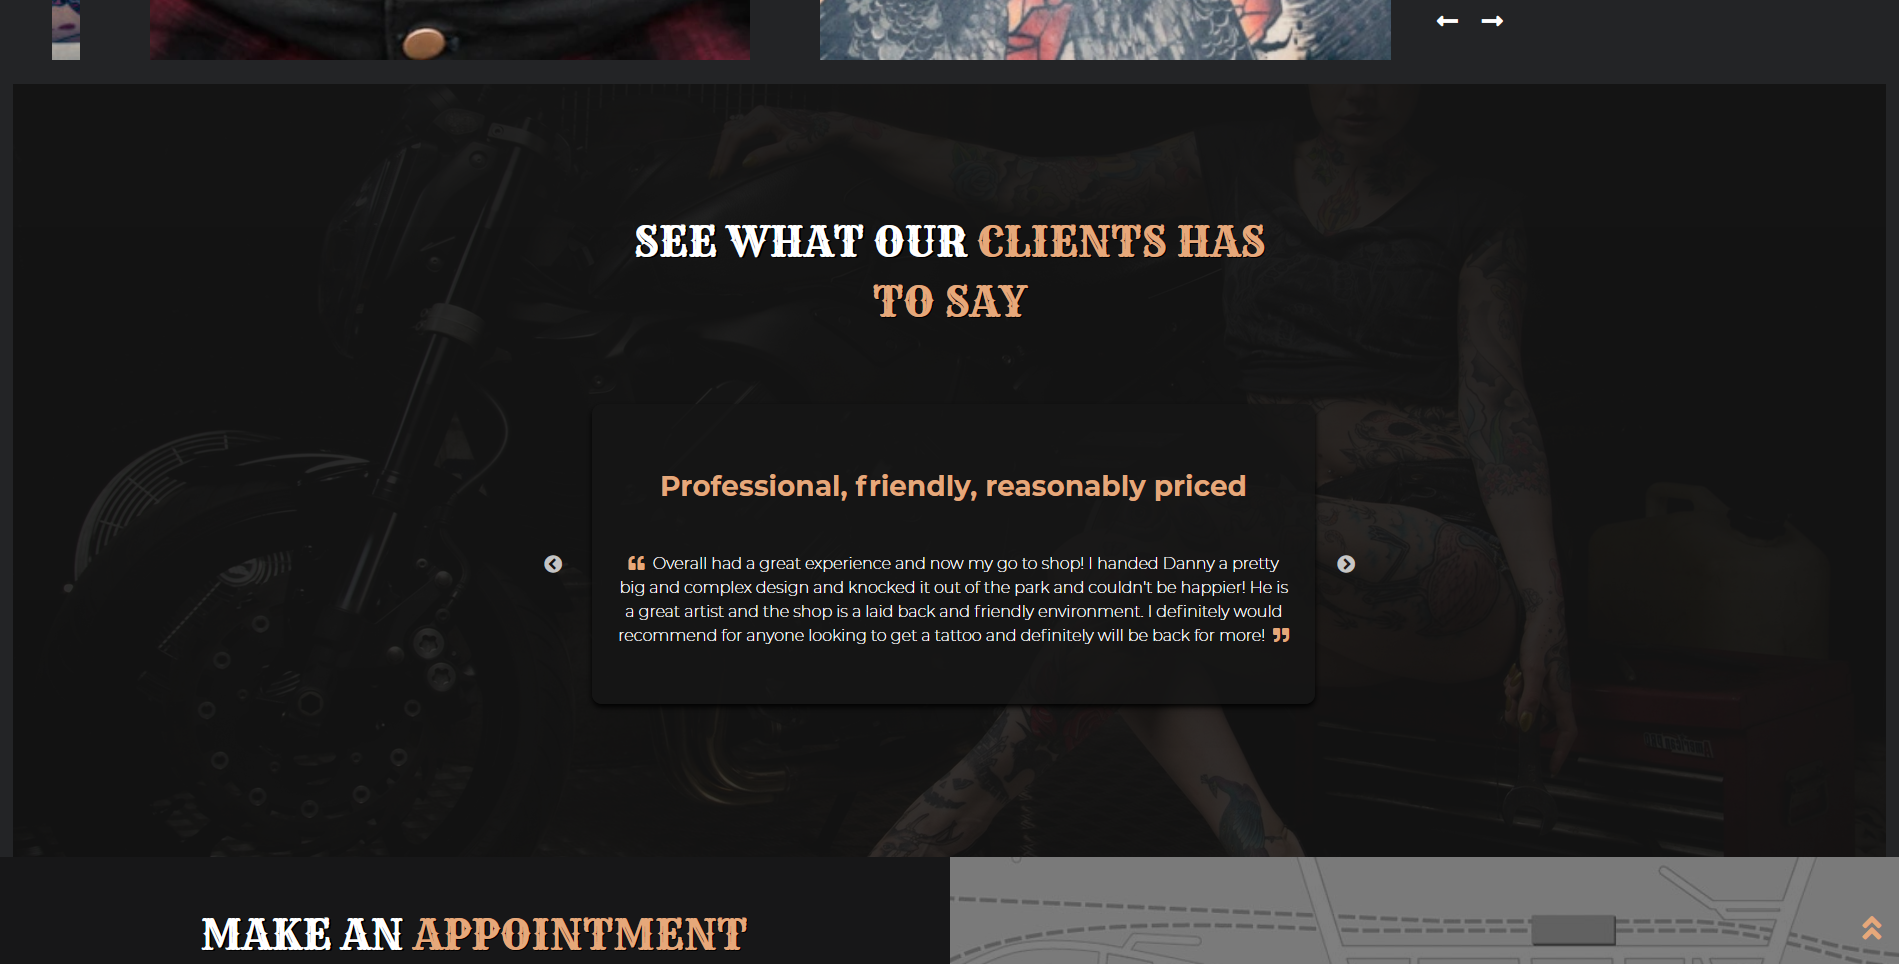 SEE WHAT OUR CLIENTS HAS
TO SAY
Professional, friendly, reasonably priced
❝ Overall had a great experience and now my go to shop! I handed Danny a pretty
big and complex design and knocked it out of the park and couldn't be happier! He is
a great artist and the shop is a laid back and friendly environment. I definitely would
recommend for anyone looking to get a tattoo and definitely will be back for more! ❞
MAKE AN APPOINTMENT